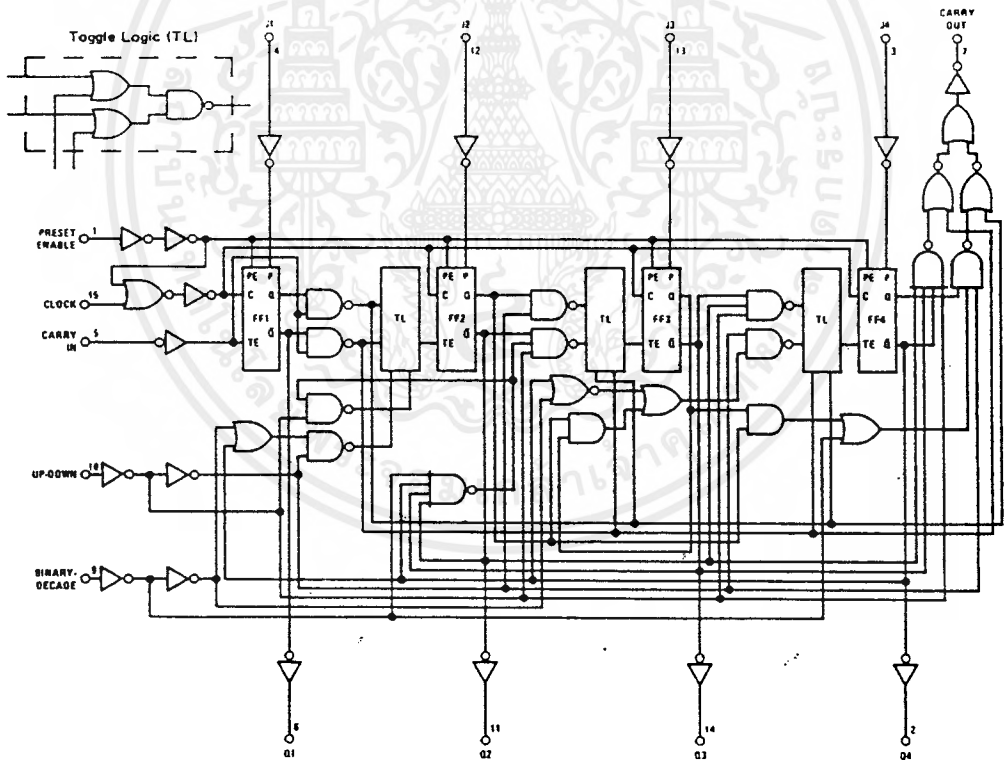 Toggle Logic (TL)
J1
4
J2
12
J3
13
J4
3
CARRY
OUT
7
PRESET
ENABLE
1
CLOCK
15
CARRY
IN
5
UP-DOWN
10
BINARY-
DECADE
9
PE P
C Q
FF1
TE Q̄
TL
PE P
C Q
FF2
TE Q̄
TL
PE P
C Q
FF3
TE Q̄
TL
PE P
C Q
FF4
TE Q̄
6
Q1
11
Q2
14
Q3
2
Q4